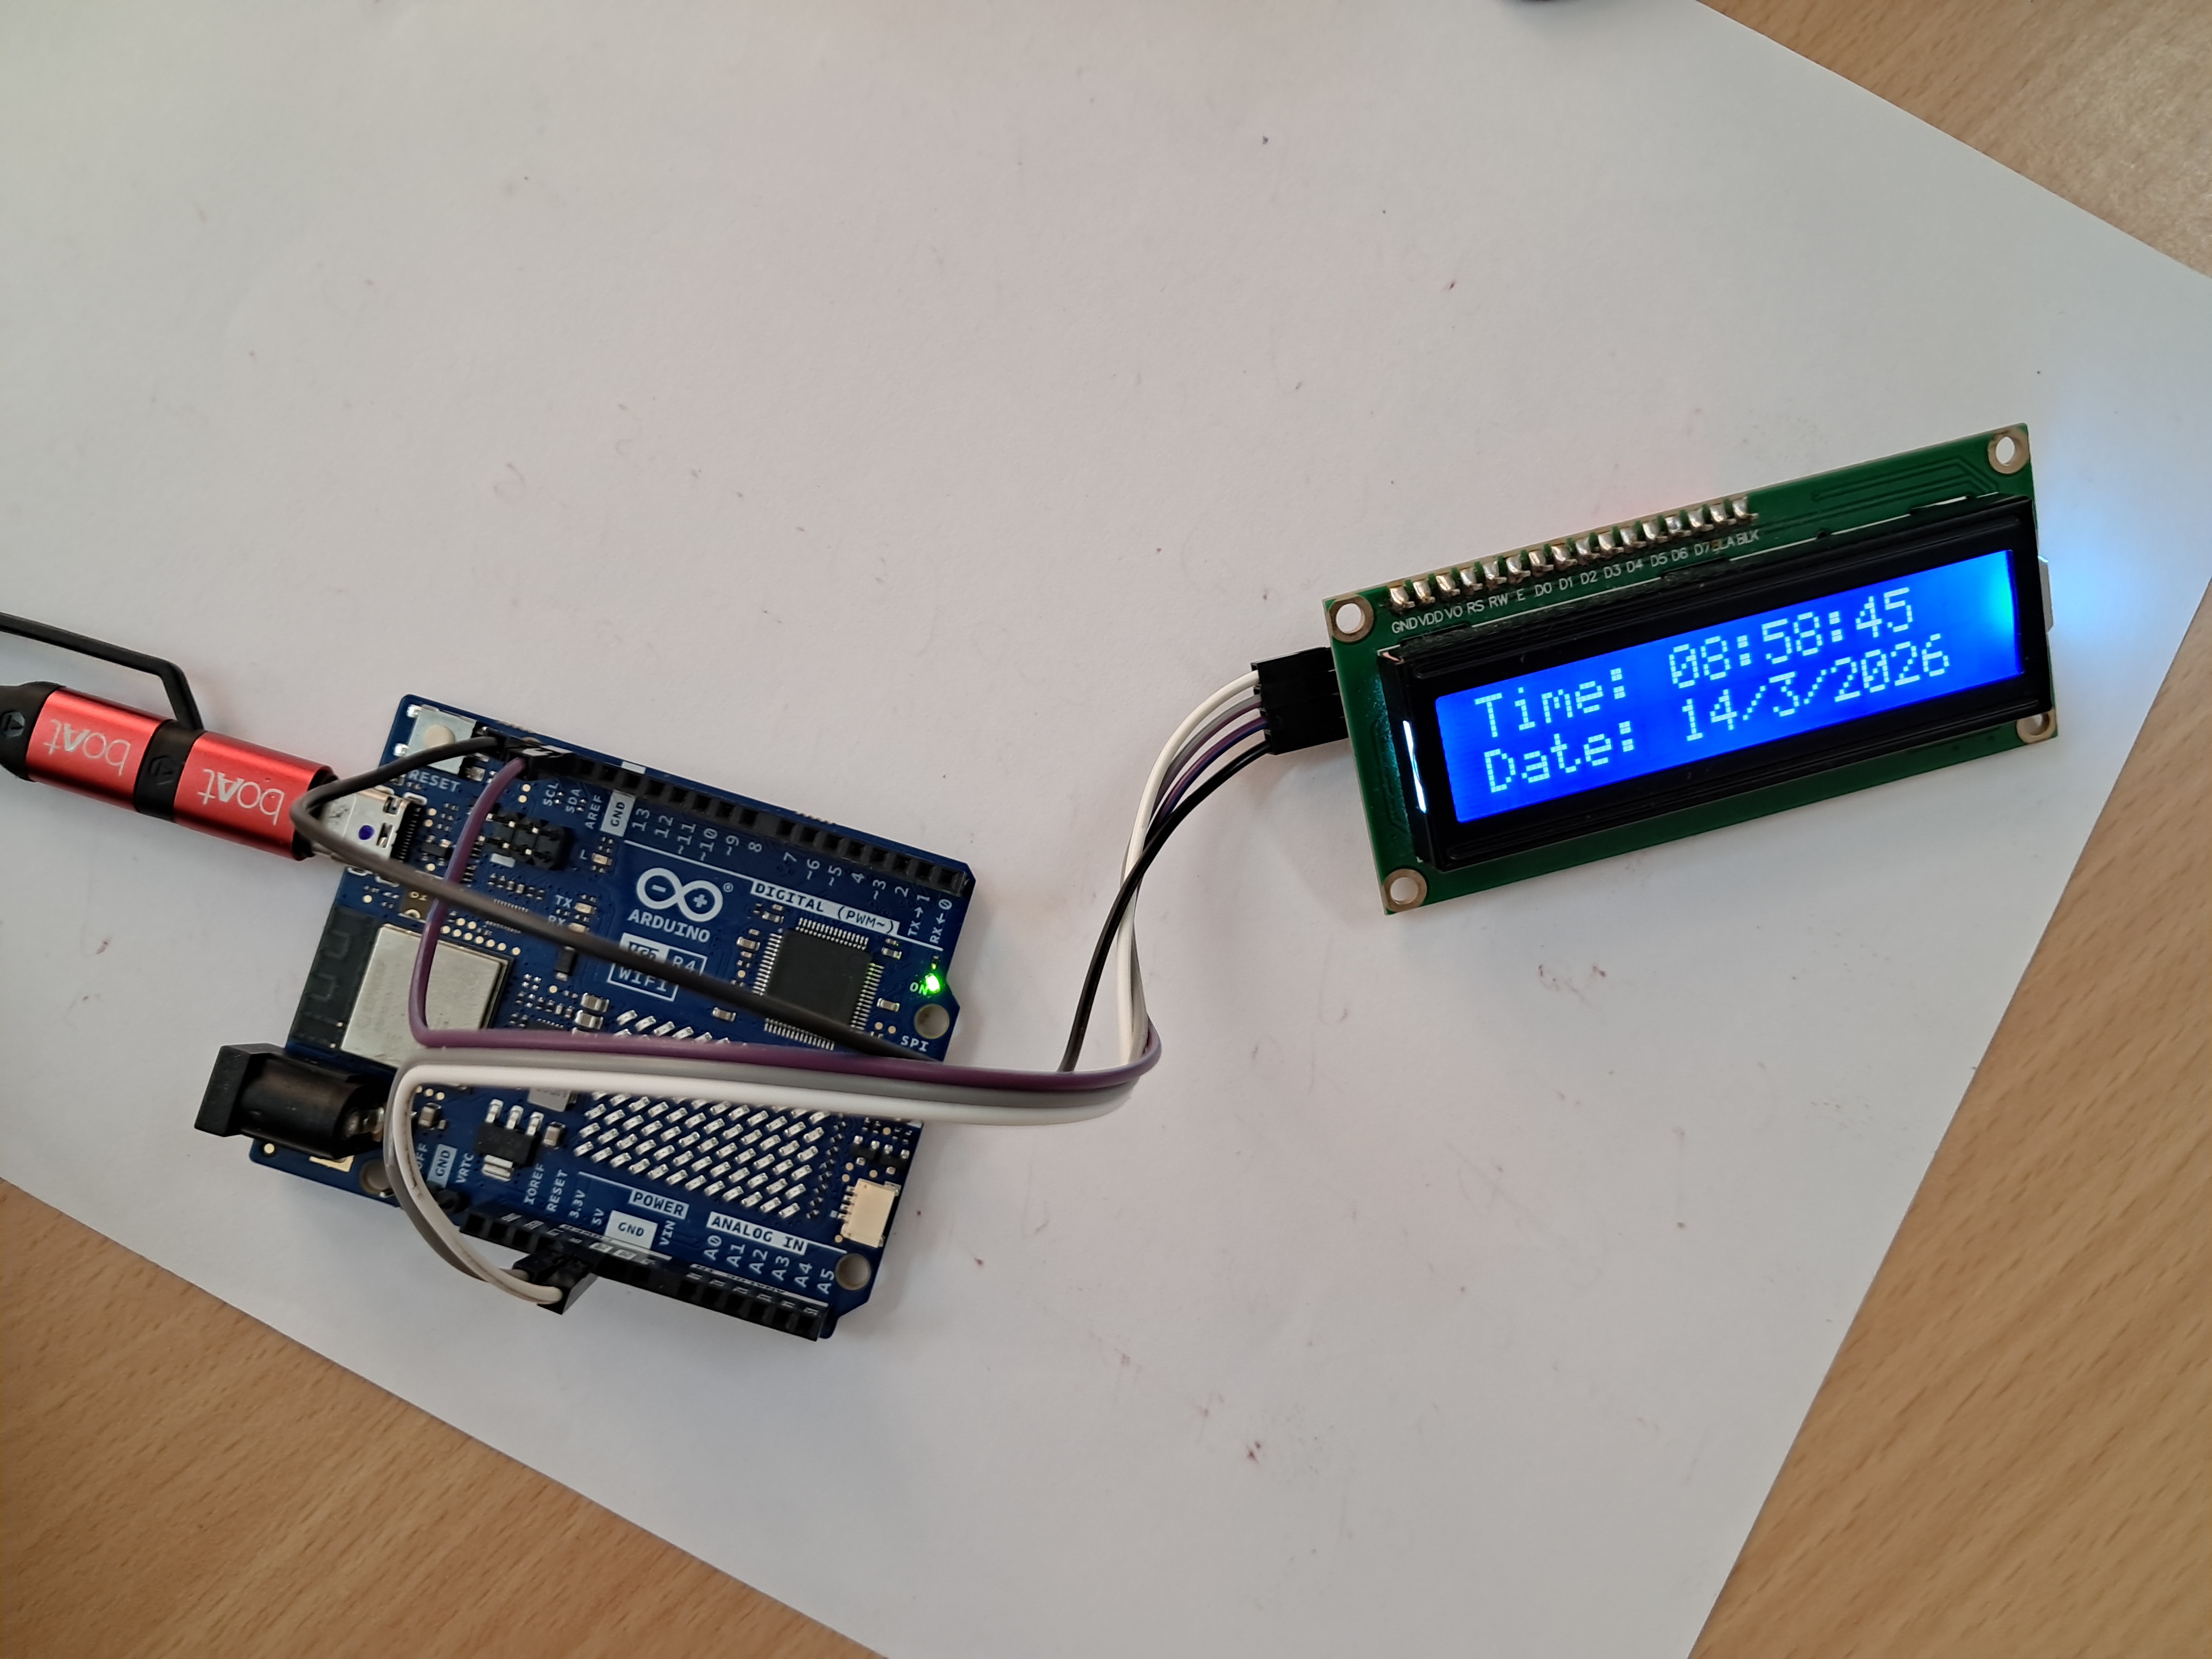 GND VDD VO RS RW E D0 D1 D2 D3 D4 D5 D6 D7 BLA BLK
Time: 08:58:45
Date: 14/3/2026
boAt
boAt
RESET
SCL
SDA
AREF
GND
13
12
~11
~10
~9
8
7
~6
~5
4
~3
2
TX→1
RX←0
L
TX
RX
DIGITAL (PWM~)
ARDUINO
R4
WiFi
ON
SPI
OFF
GND
VRTC
IOREF
RESET
3.3V
5V
GND
VIN
POWER
ANALOG IN
A0
A1
A2
A3
A4
A5